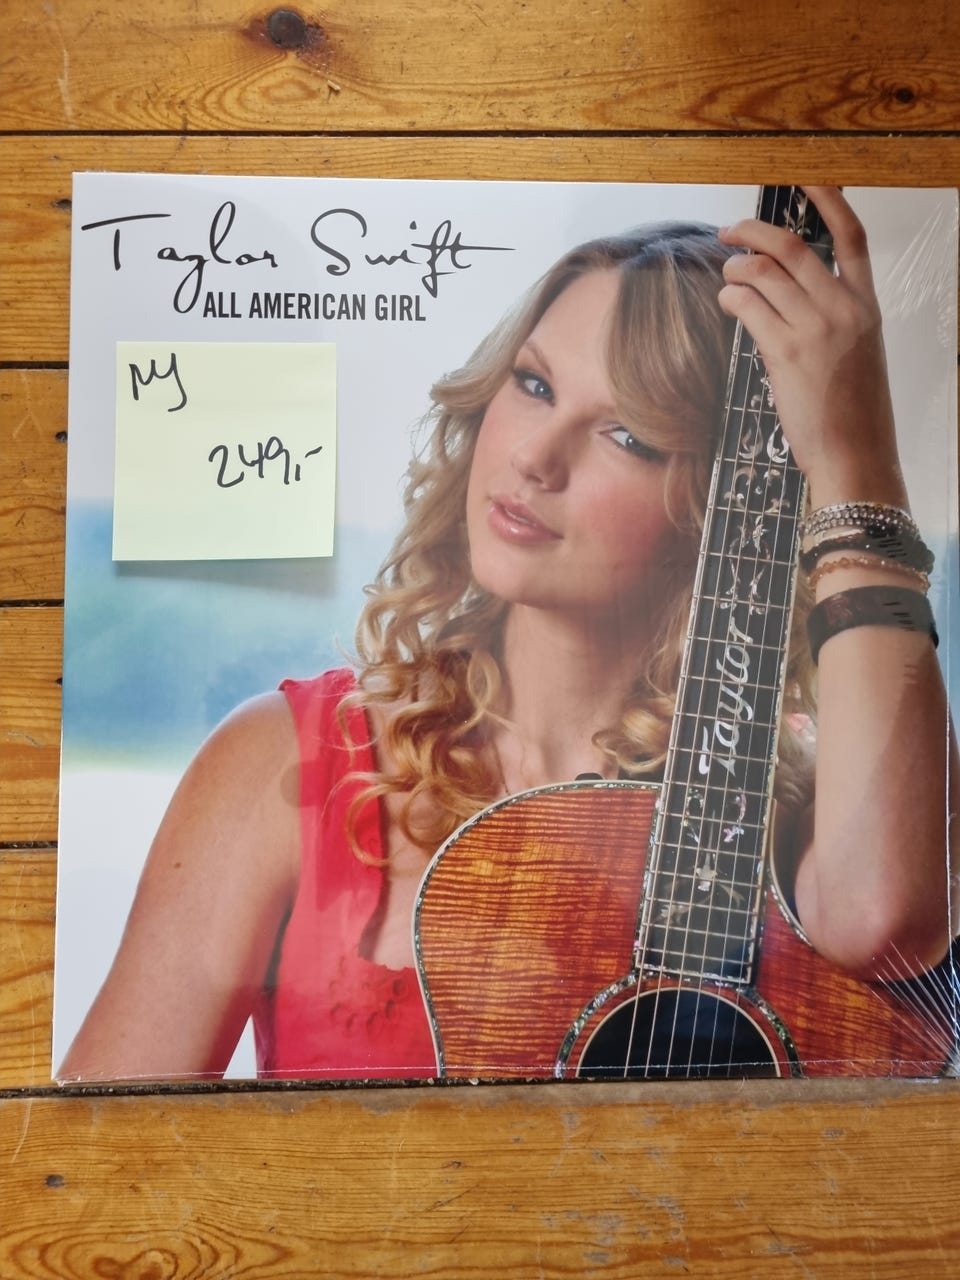 Taylor Swift
ALL AMERICAN GIRL
NY
249,-
Taylor